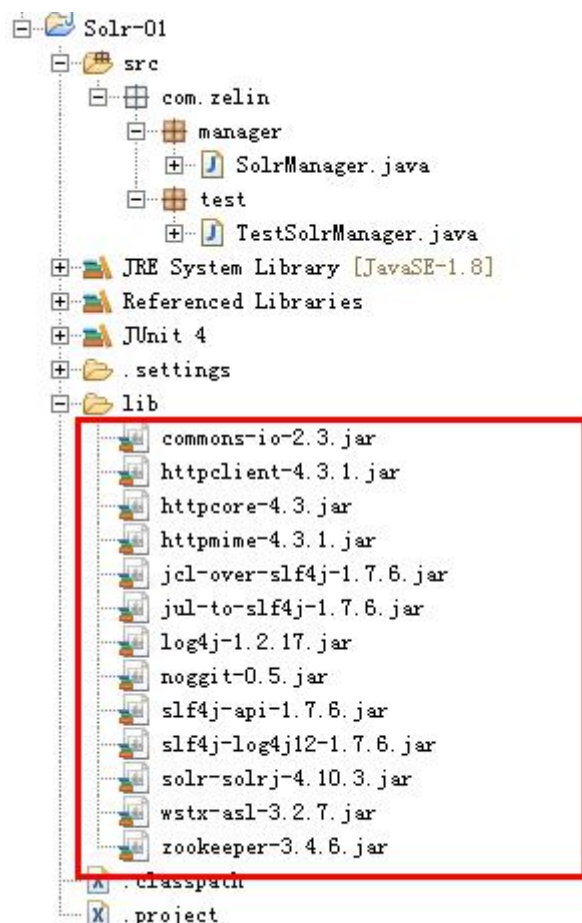 Solr-01
src
com.zelin
manager
SolrManager.java
test
TestSolrManager.java
JRE System Library [JavaSE-1.8]
Referenced Libraries
JUnit 4
.settings
lib
commons-io-2.3.jar
httpclient-4.3.1.jar
httpcore-4.3.jar
httpmime-4.3.1.jar
jcl-over-slf4j-1.7.6.jar
jul-to-slf4j-1.7.6.jar
log4j-1.2.17.jar
noggit-0.5.jar
slf4j-api-1.7.6.jar
slf4j-log4j12-1.7.6.jar
solr-solrj-4.10.3.jar
wstx-asl-3.2.7.jar
zookeeper-3.4.6.jar
.classpath
.project